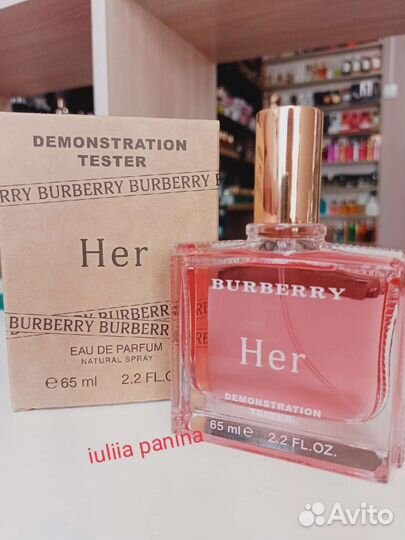 DEMONSTRATION
TESTER
RRY BURBERRY BURBERRY
Her
BURBERRY BURBERR
EAU DE PARFUM
NATURAL SPRAY
℮ 65 ml 2.2 FL.O
BURBERRY
Her
DEMONSTRATION
TESTER
65 ml ℮ 2.2 FL.OZ.
iuliia panina
Avito